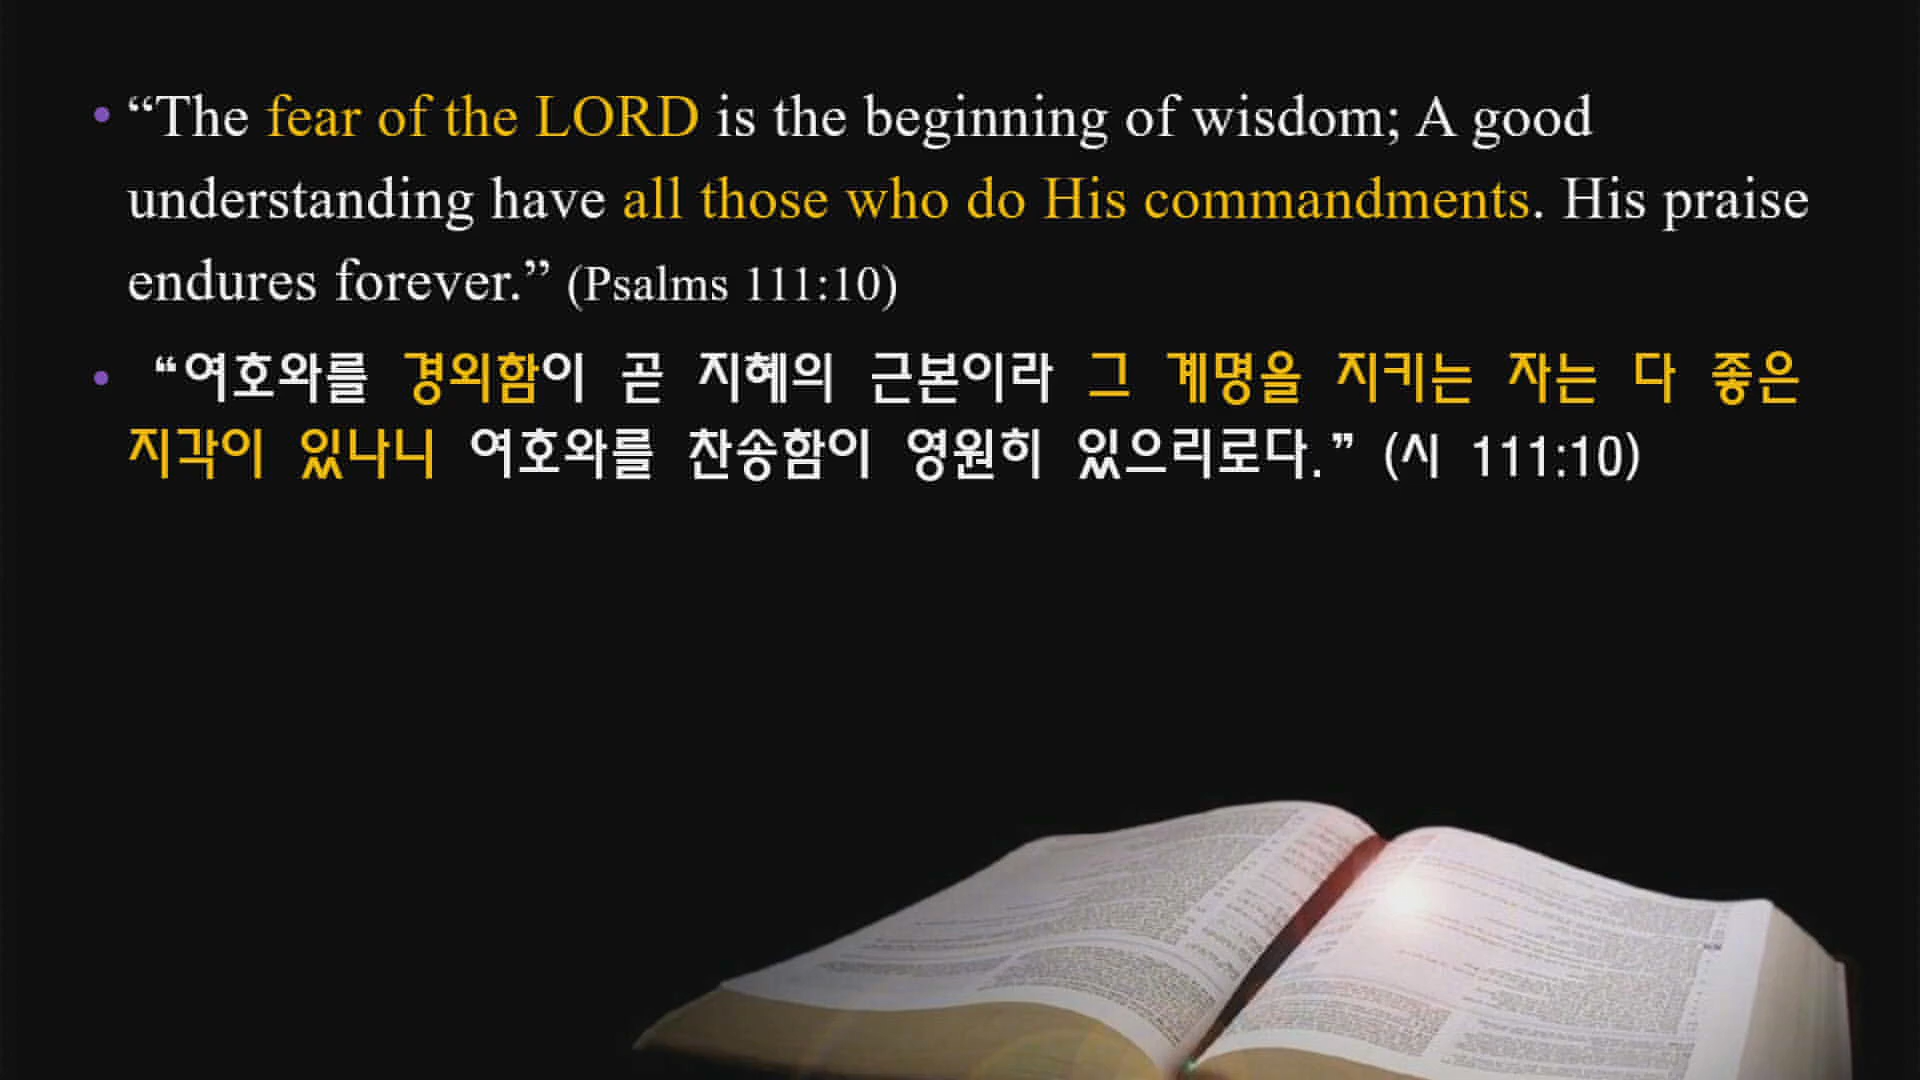 • “The fear of the LORD is the beginning of wisdom; A good
understanding have all those who do His commandments. His praise
endures forever.” (Psalms 111:10)
• “여호와를 경외함이 곧 지혜의 근본이라 그 계명을 지키는 자는 다 좋은
지각이 있나니 여호와를 찬송함이 영원히 있으리로다.” (시 111:10)